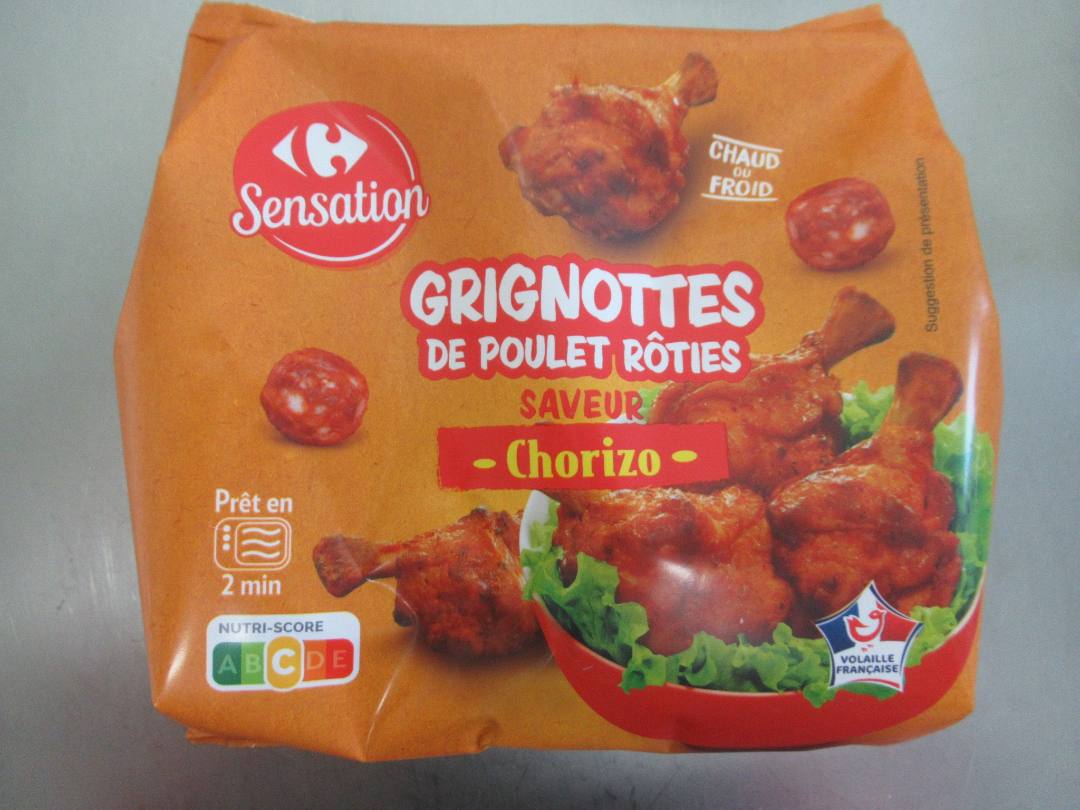 Sensation
CHAUD
OU
FROID
Suggestion de présentation
GRIGNOTTES
DE POULET RÔTIES
SAVEUR
- Chorizo -
Prêt en
2 min
NUTRI-SCORE
A B C D E
VOLAILLE
FRANÇAISE